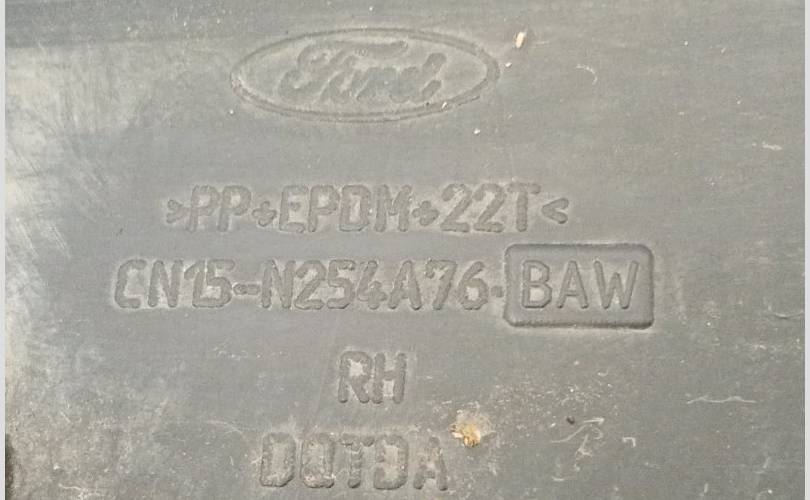 Ford
>PP+EPDM+22T<
CN15-N254A76-BAW
RH
DQTDA